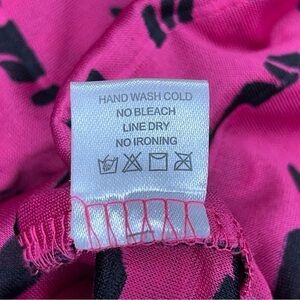 HAND WASH COLD
NO BLEACH
LINE DRY
NO IRONING